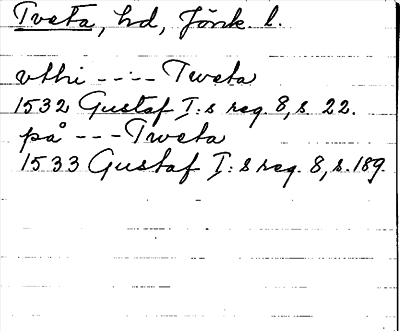 Tveta, hd, Jönk. l.
vthi ---- Tweta
1532 Gustaf I:s reg. 8, s. 22.
på --- Tweta
1533 Gustaf I:s reg. 8, s. 189.